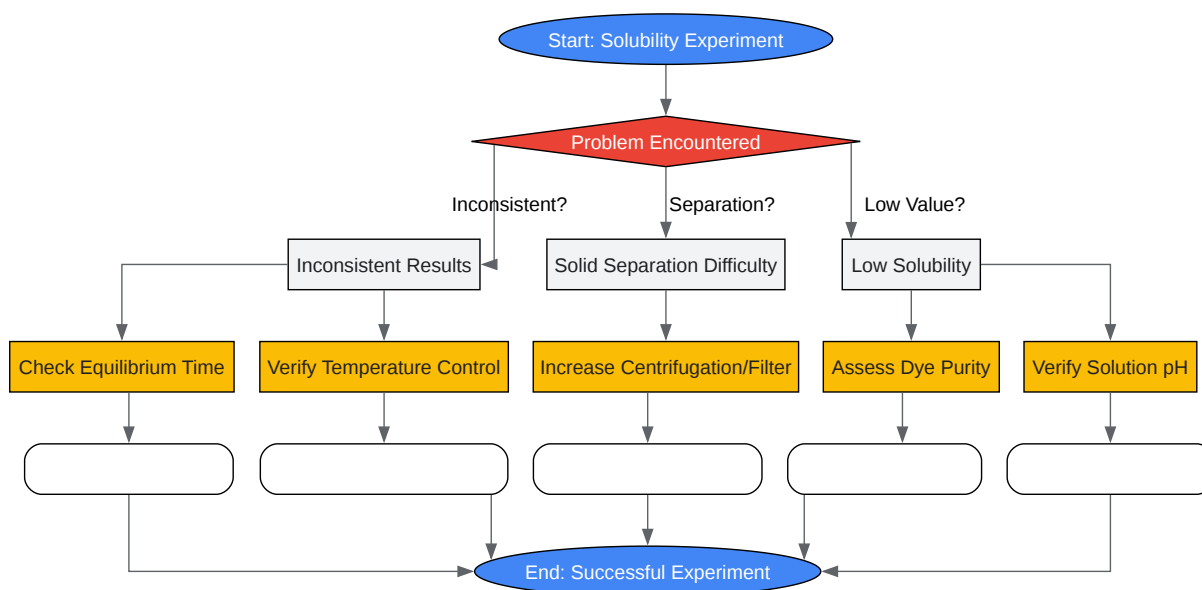 Start: Solubility Experiment
Problem Encountered
Inconsistent?
Separation?
Low Value?
Inconsistent Results
Solid Separation Difficulty
Low Solubility
Check Equilibrium Time
Verify Temperature Control
Increase Centrifugation/Filter
Assess Dye Purity
Verify Solution pH
End: Successful Experiment